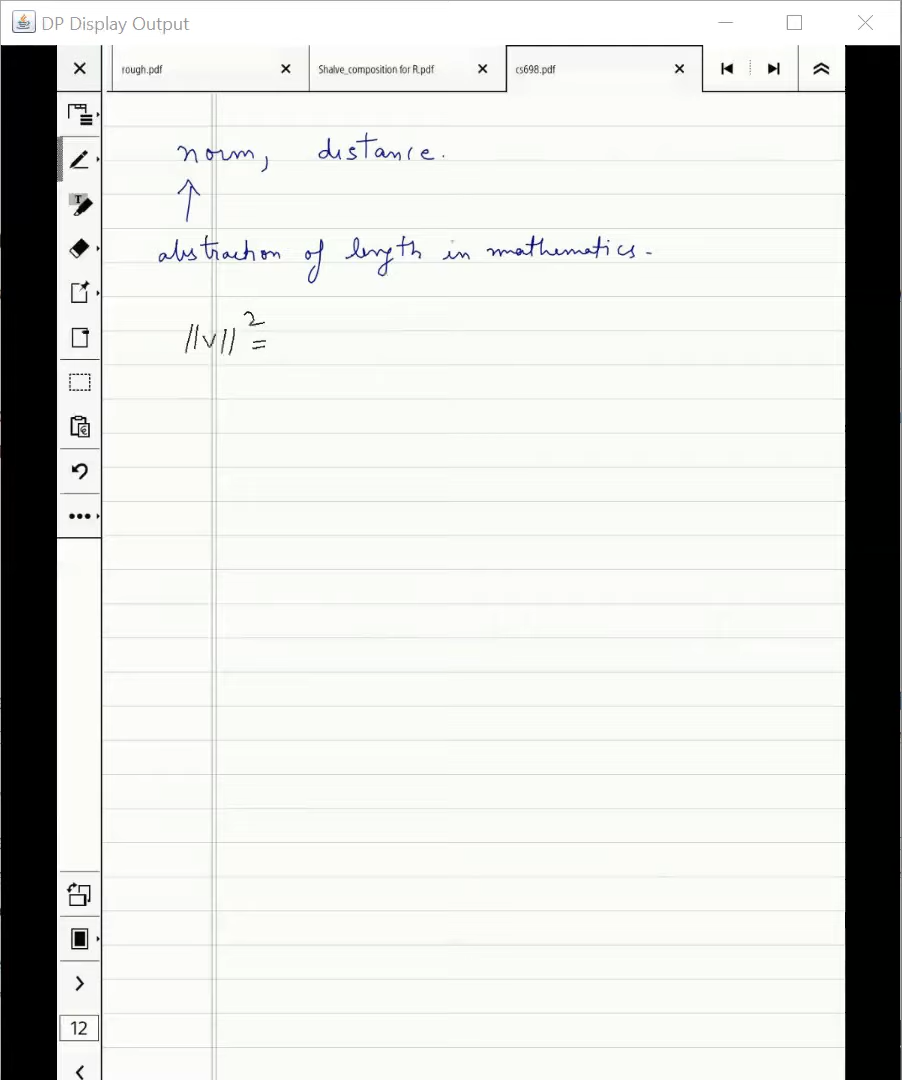 DP Display Output
rough.pdf
Shalve_composition for R.pdf
cs698.pdf
norm, distance.
↑
abstraction of length in mathematics.
||v||² =
12